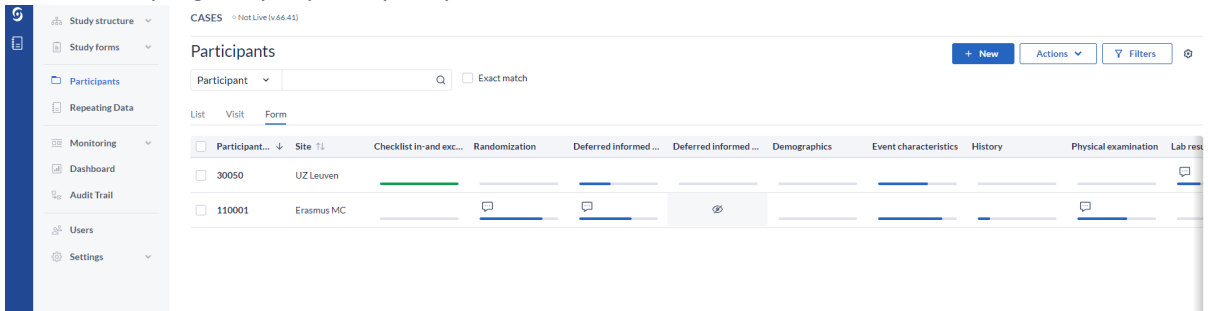 CASES Not Live (v.66.41)
Study structure
Study forms
Participants
Repeating Data
Monitoring
Dashboard
Audit Trail
Users
Settings
Participants
+ New
Actions
Filters
Participant
Exact match
List Visit Form
Participant... Site Checklist in-and exc... Randomization Deferred informed ... Deferred informed ... Demographics Event characteristics History Physical examination Lab resu
30050 UZ Leuven
110001 Erasmus MC